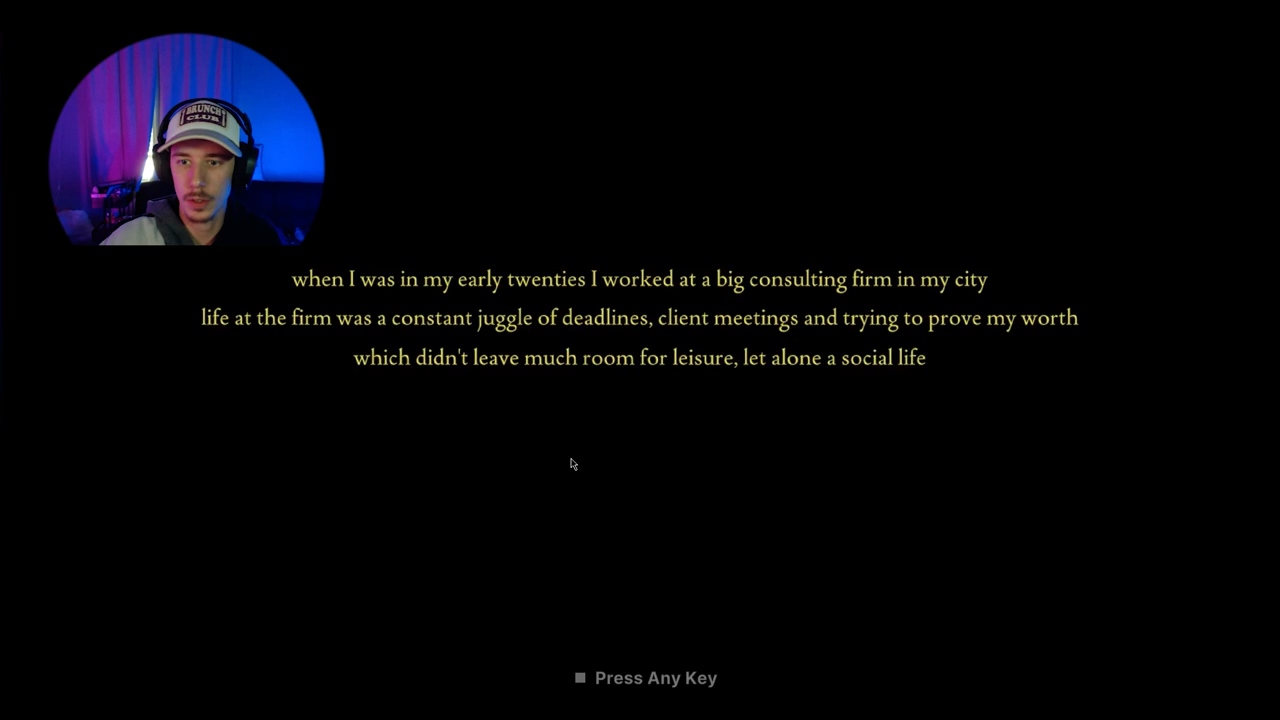 BRUNCH
CLUB
when I was in my early twenties I worked at a big consulting firm in my city
life at the firm was a constant juggle of deadlines, client meetings and trying to prove my worth
which didn't leave much room for leisure, let alone a social life
Press Any Key